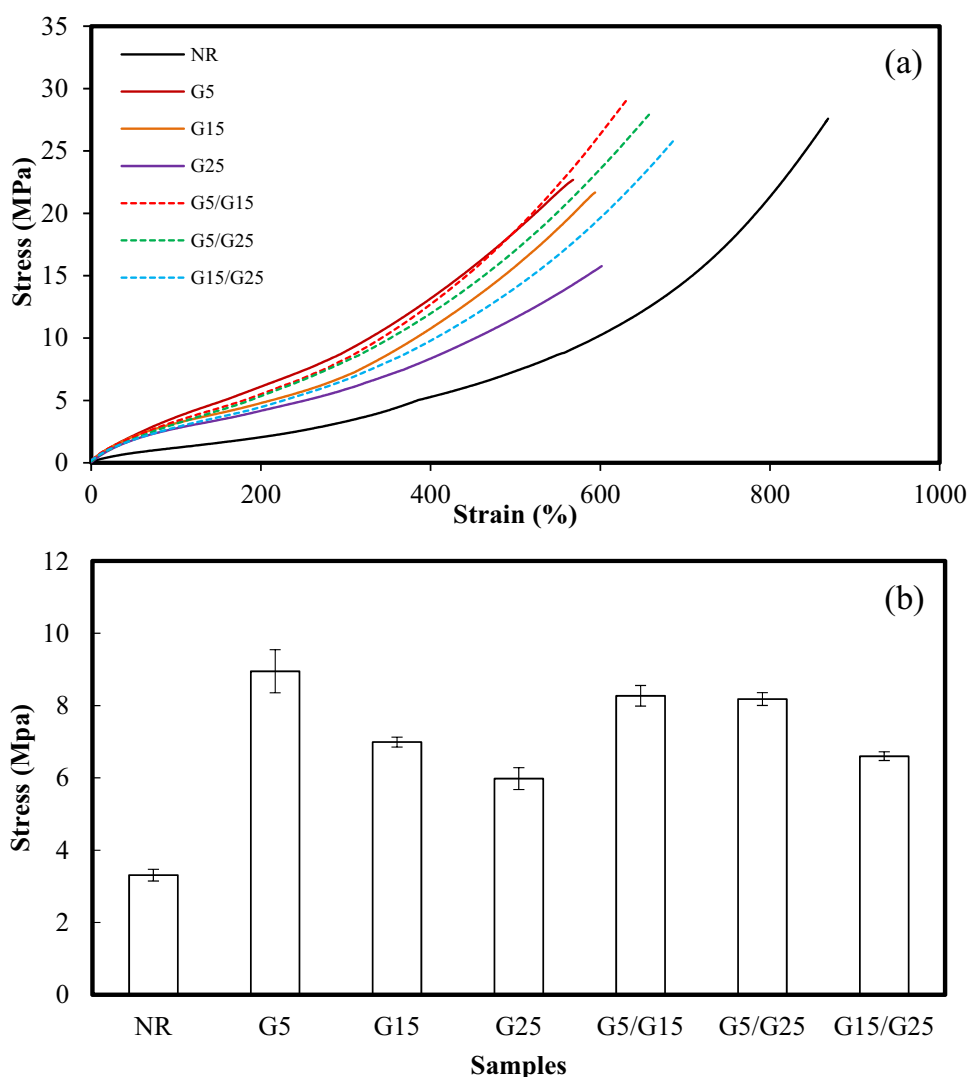 (a)
35
30
25
20
15
10
5
0
Stress (MPa)
NR
G5
G15
G25
G5/G15
G5/G25
G15/G25
0 200 400 600 800 1000
Strain (%)
(b)
12
10
8
6
4
2
0
Stress (Mpa)
NR G5 G15 G25 G5/G15 G5/G25 G15/G25
Samples